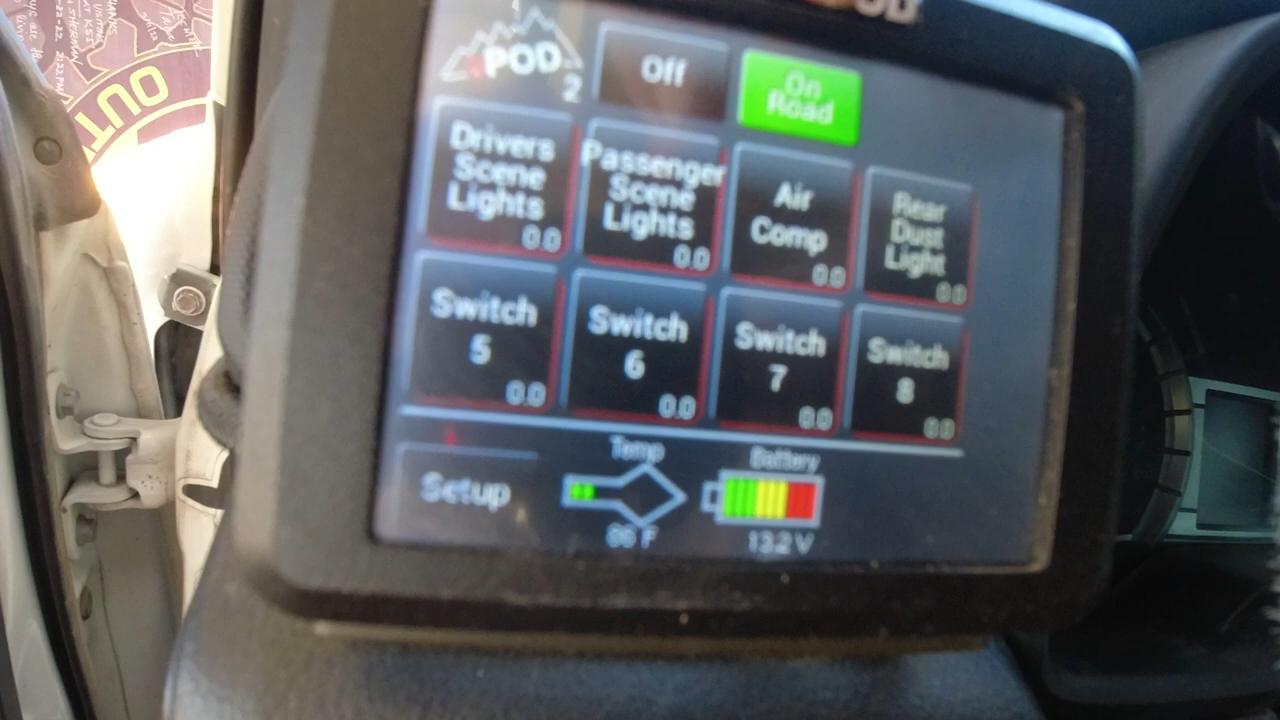 POD
2
Off
On
Road
Drivers
Scene
Lights
0.0
Passenger
Scene
Lights
0.0
Air
Comp
0.0
Rear
Dust
Light
0.0
Switch
5
0.0
Switch
6
0.0
Switch
7
0.0
Switch
8
0.0
Setup
Temp
Battery
13.2 V
OUT